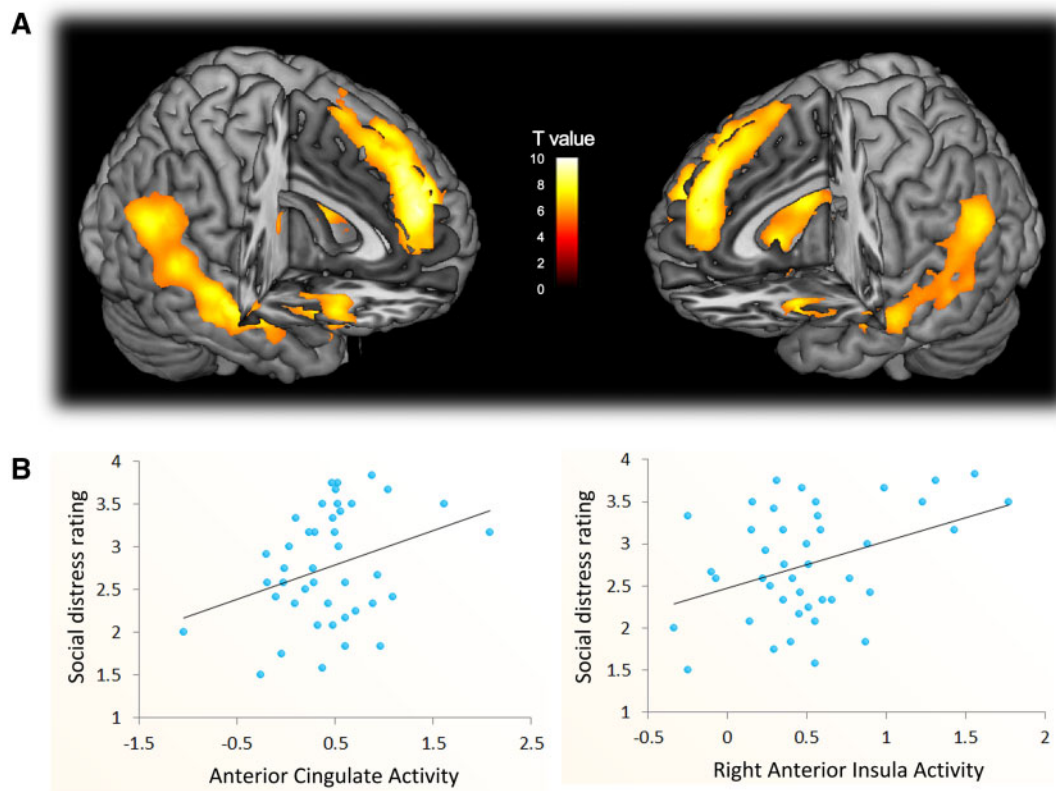 A
T value
10
8
6
4
2
0
B
4
3.5
3
2.5
2
1.5
1
Social distress rating
-1.5 -0.5 0.5 1.5 2.5
Anterior Cingulate Activity
4
3.5
3
2.5
2
1.5
1
Social distress rating
-0.5 0 0.5 1 1.5 2
Right Anterior Insula Activity